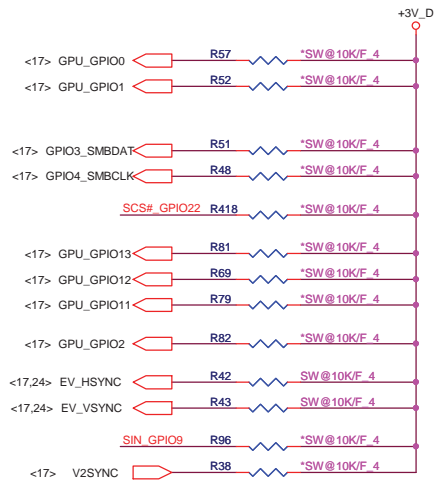 +3V_D
<17> GPU_GPIO0 R57 *SW@10K/F_4
<17> GPU_GPIO1 R52 *SW@10K/F_4
<17> GPIO3_SMBDAT R51 *SW@10K/F_4
<17> GPIO4_SMBCLK R48 *SW@10K/F_4
SCS#_GPIO22 R418 *SW@10K/F_4
<17> GPU_GPIO13 R81 *SW@10K/F_4
<17> GPU_GPIO12 R69 *SW@10K/F_4
<17> GPU_GPIO11 R79 *SW@10K/F_4
<17> GPU_GPIO2 R82 *SW@10K/F_4
<17,24> EV_HSYNC R42 SW@10K/F_4
<17,24> EV_VSYNC R43 SW@10K/F_4
SIN_GPIO9 R96 *SW@10K/F_4
<17> V2SYNC R38 *SW@10K/F_4